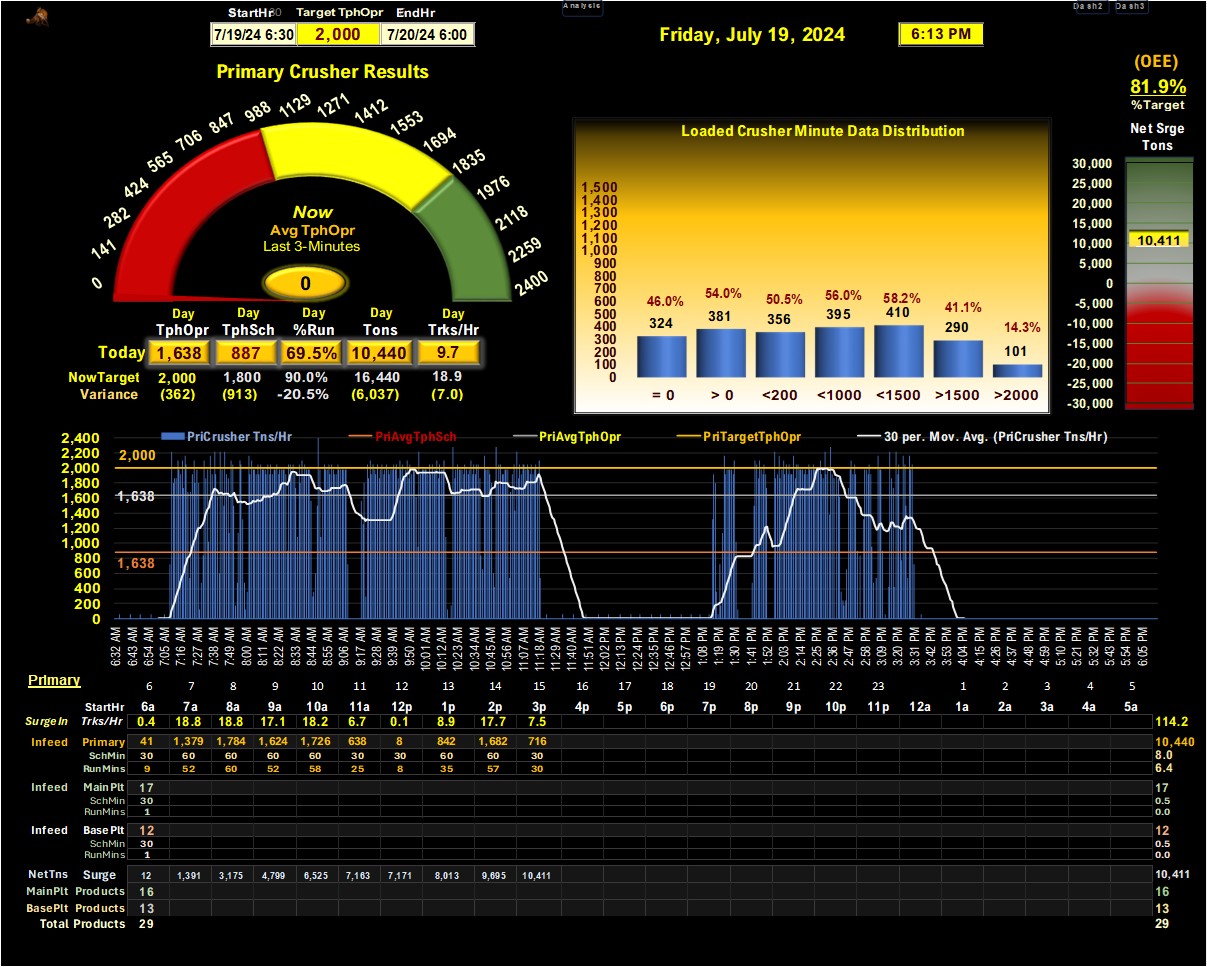 Analysis
Dash2 Dash3
StartHr30 Target TphOpr EndHr
7/19/24 6:30 2,000 7/20/24 6:00
Friday, July 19, 2024 6:13 PM
Primary Crusher Results
(OEE)
81.9%
%Target
Net Srge
Tons
0 141 282 424 565 706 847 988 1129 1271 1412 1553 1694 1835 1976 2118 2259 2400
Now
Avg TphOpr
Last 3-Minutes
0
Day Day Day Day Day
TphOpr TphSch %Run Tons Trks/Hr
Today 1,638 887 69.5% 10,440 9.7
NowTarget 2,000 1,800 90.0% 16,440 18.9
Variance (362) (913) -20.5% (6,037) (7.0)
Loaded Crusher Minute Data Distribution
1,500
1,400
1,300
1,200
1,100
1,000
900
800
700
600
500
400
300
200
100
0
46.0% 54.0% 50.5% 56.0% 58.2% 41.1% 14.3%
324 381 356 395 410 290 101
= 0 > 0 <200 <1000 <1500 >1500 >2000
30,000
25,000
20,000
15,000
10,000
5,000
0
-5,000
-10,000
-15,000
-20,000
-25,000
-30,000
10,411
PriCrusher Tns/Hr PriAvgTphSch PriAvgTphOpr PriTargetTphOpr 30 per. Mov. Avg. (PriCrusher Tns/Hr)
2,400
2,200
2,000
1,800
1,600
1,400
1,200
1,000
800
600
400
200
0
2,000
1,638
1,638
6:32 AM 6:43 AM 6:54 AM 7:05 AM 7:16 AM 7:27 AM 7:38 AM 7:49 AM 8:00 AM 8:11 AM 8:22 AM 8:33 AM 8:44 AM 8:55 AM 9:06 AM 9:17 AM 9:28 AM 9:39 AM 9:50 AM 10:01 AM 10:12 AM 10:23 AM 10:34 AM 10:45 AM 10:56 AM 11:07 AM 11:18 AM 11:29 AM 11:40 AM 11:51 AM 12:02 PM 12:13 PM 12:24 PM 12:35 PM 12:46 PM 12:57 PM 1:08 PM 1:19 PM 1:30 PM 1:41 PM 1:52 PM 2:03 PM 2:14 PM 2:25 PM 2:36 PM 2:47 PM 2:58 PM 3:09 PM 3:20 PM 3:31 PM 3:42 PM 3:53 PM 4:04 PM 4:15 PM 4:26 PM 4:37 PM 4:48 PM 4:59 PM 5:10 PM 5:21 PM 5:32 PM 5:43 PM 5:54 PM 6:05 PM
Primary
6 7 8 9 10 11 12 13 14 15 16 17 18 19 20 21 22 23 1 2 3 4 5
StartHr 6a 7a 8a 9a 10a 11a 12p 1p 2p 3p 4p 5p 6p 7p 8p 9p 10p 11p 12a 1a 2a 3a 4a 5a
SurgeIn Trks/Hr 0.4 18.8 18.8 17.1 18.2 6.7 0.1 8.9 17.7 7.5 114.2
Infeed Primary 41 1,379 1,784 1,624 1,726 638 8 842 1,682 716 10,440
SchMin 30 60 60 60 60 30 30 60 60 30 8.0
RunMins 9 52 60 52 58 25 8 35 57 30 6.4
Infeed MainPlt 17 17
SchMin 30 0.5
RunMins 1 0.0
Infeed BasePlt 12 12
SchMin 30 0.5
RunMins 1 0.0
NetTns Surge 12 1,391 3,175 4,799 6,525 7,163 7,171 8,013 9,695 10,411 10,411
MainPlt Products 16 16
BasePlt Products 13 13
Total Products 29 29